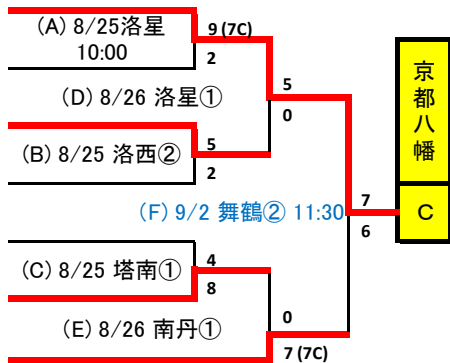 (A) 8/25洛星
10:00
9 (7C)
2
(D) 8/26 洛星①
5
0
(B) 8/25 洛西②
5
2
(F) 9/2 舞鶴② 11:30
7
6
京都八幡
C
(C) 8/25 塔南①
4
8
(E) 8/26 南丹①
0
7 (7C)